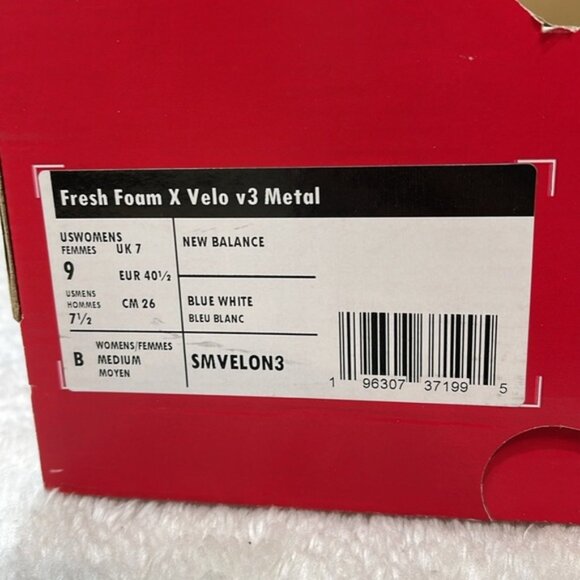 Fresh Foam X Velo v3 Metal
USWOMENS
FEMMES UK 7
9 EUR 40½
USMENS
HOMMES CM 26
7½
B WOMENS/FEMMES
MEDIUM
MOYEN
NEW BALANCE
BLUE WHITE
BLEU BLANC
SMVELON3
1 96307 37199 5